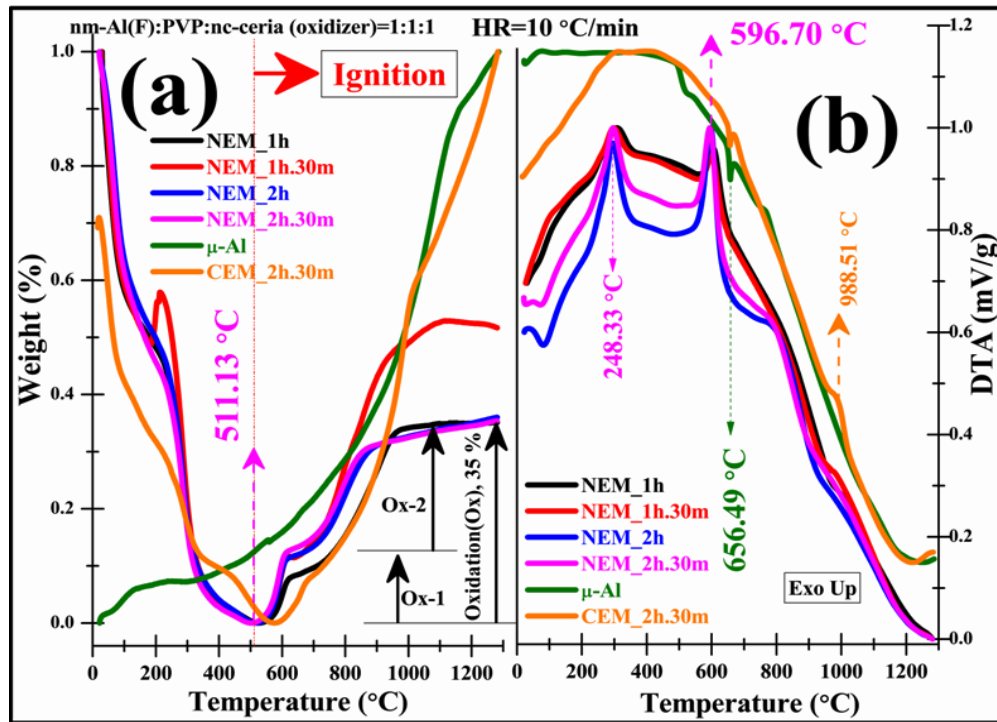 nm-Al(F):PVP:nc-ceria (oxidizer)=1:1:1
HR=10 °C/min
(a)
Ignition
NEM_1h
NEM_1h.30m
NEM_2h
NEM_2h.30m
μ-Al
CEM_2h.30m
511.13 °C
Ox-1
Ox-2
Oxidation(Ox), 35 %
Weight (%)
1.0
0.8
0.6
0.4
0.2
0.0
0 200 400 600 800 1000 1200
Temperature (°C)
(b)
596.70 °C
248.33 °C
656.49 °C
988.51 °C
NEM_1h
NEM_1h.30m
NEM_2h
NEM_2h.30m
μ-Al
CEM_2h.30m
Exo Up
1.2
1.0
0.8
0.6
0.4
0.2
0.0
DTA (mV/g)
0 200 400 600 800 1000 1200
Temperature (°C)